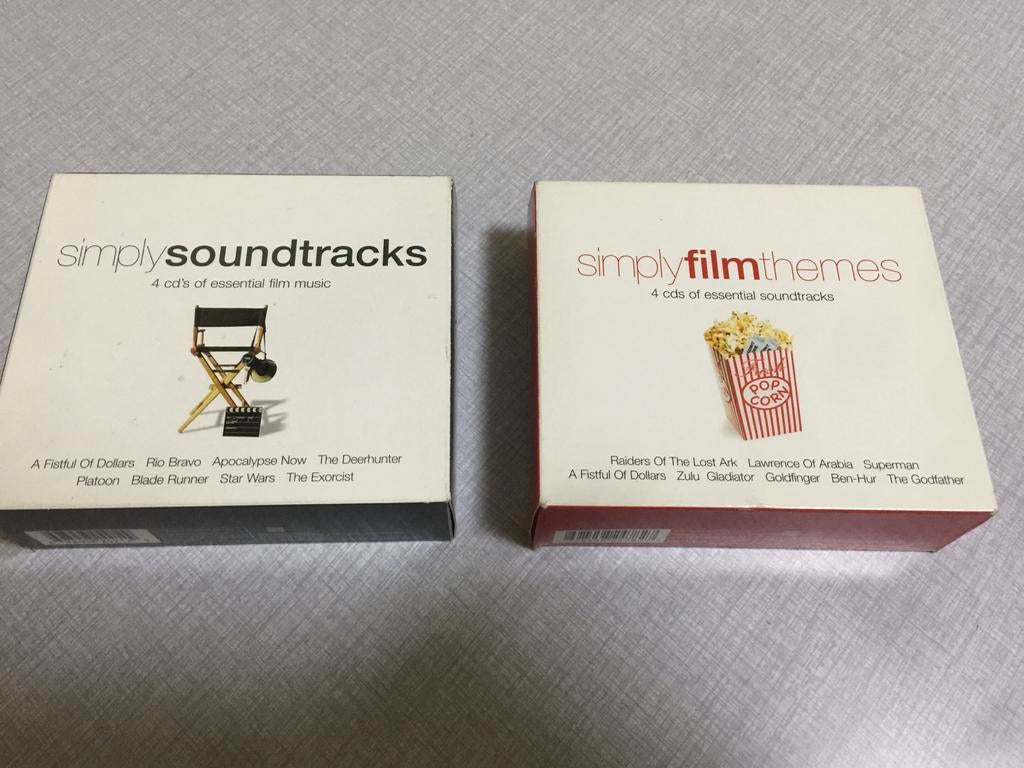 simplysoundtracks
4 cd's of essential film music
A Fistful Of Dollars Rio Bravo Apocalypse Now The Deerhunter
Platoon Blade Runner Star Wars The Exorcist
simplyfilmthemes
4 cds of essential soundtracks
Fresh
POP
CORN
Raiders Of The Lost Ark Lawrence Of Arabia Superman
A Fistful Of Dollars Zulu Gladiator Goldfinger Ben-Hur The Godfather